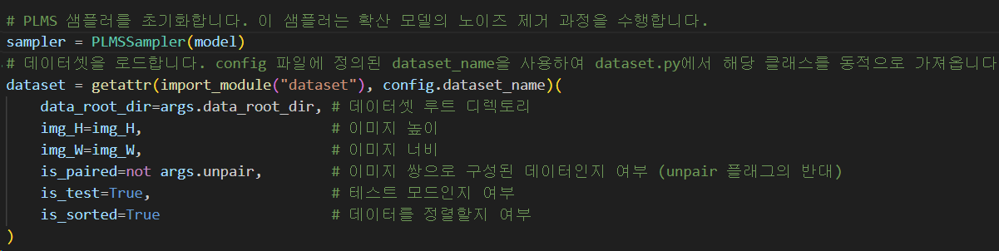 # PLMS 샘플러를 초기화합니다. 이 샘플러는 확산 모델의 노이즈 제거 과정을 수행합니다.
sampler = PLMSSampler(model)
# 데이터셋을 로드합니다. config 파일에 정의된 dataset_name을 사용하여 dataset.py에서 해당 클래스를 동적으로 가져옵니다
dataset = getattr(import_module("dataset"), config.dataset_name)(
    data_root_dir=args.data_root_dir, # 데이터셋 루트 디렉토리
    img_H=img_H,                      # 이미지 높이
    img_W=img_W,                      # 이미지 너비
    is_paired=not args.unpair,        # 이미지 쌍으로 구성된 데이터인지 여부 (unpair 플래그의 반대)
    is_test=True,                     # 테스트 모드인지 여부
    is_sorted=True                    # 데이터를 정렬할지 여부
)